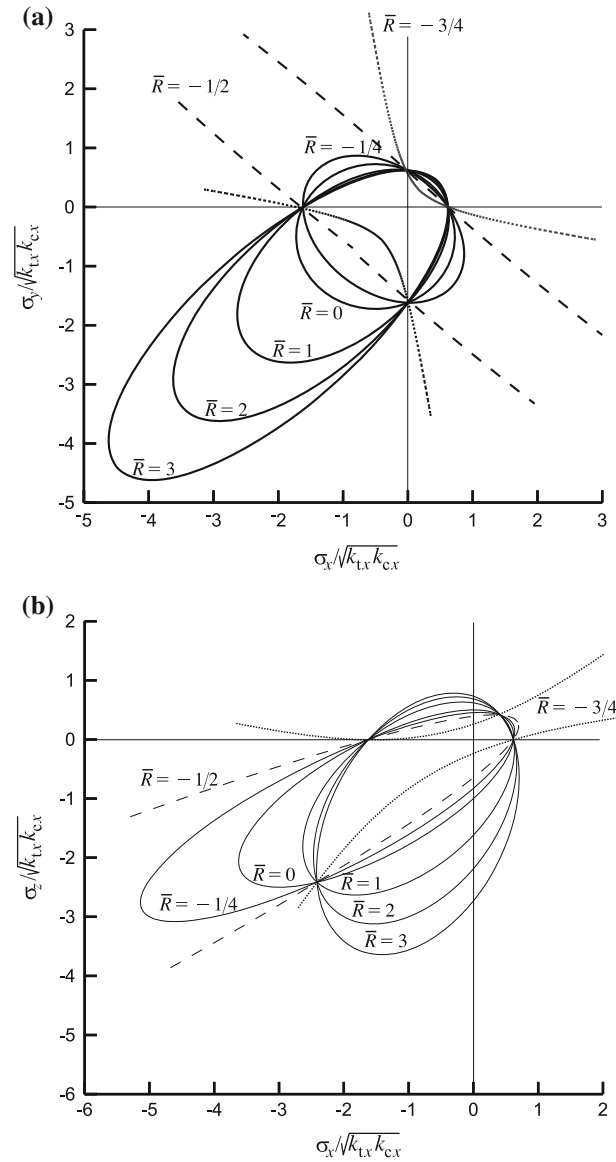 (a)
3
R̄ = −3/4
2
R̄ = −1/2
1
R̄ = −1/4
0
σy/√ktx kcx
-1
R̄ = 0
-2
R̄ = 1
-3
R̄ = 2
-4
R̄ = 3
-5
-5 -4 -3 -2 -1 0 1 2 3
σx/√ktx kcx
(b)
2
1
R̄ = −3/4
0
R̄ = −1/2
-1
σz/√ktx kcx
-2
R̄ = 0
R̄ = 1
R̄ = −1/4
R̄ = 2
-3
R̄ = 3
-4
-5
-6
-6 -5 -4 -3 -2 -1 0 1 2
σx/√ktx kcx